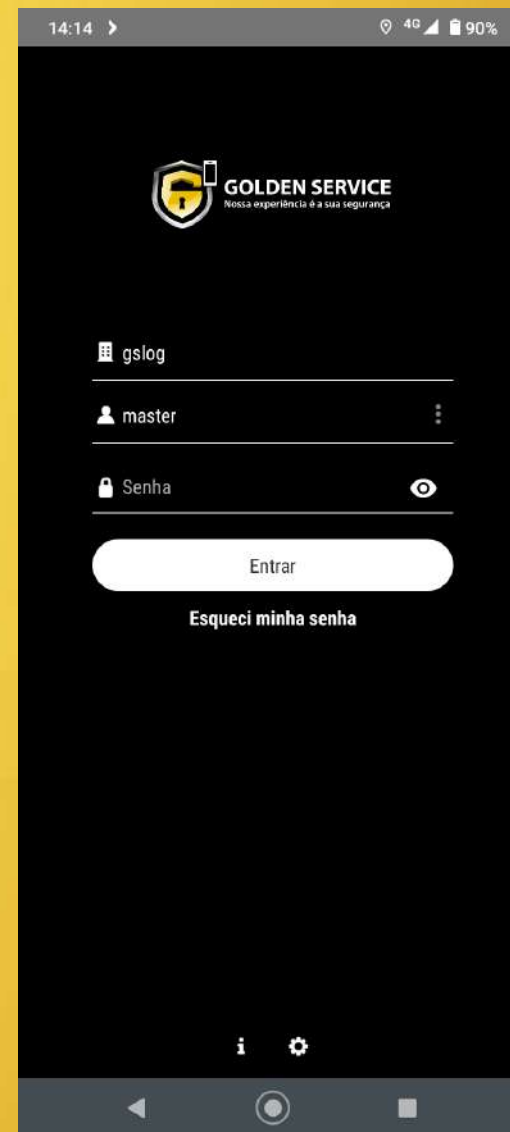 14:14
4G 90%
GOLDEN SERVICE
Nossa experiência é a sua segurança
gslog
master
Senha
Entrar
Esqueci minha senha